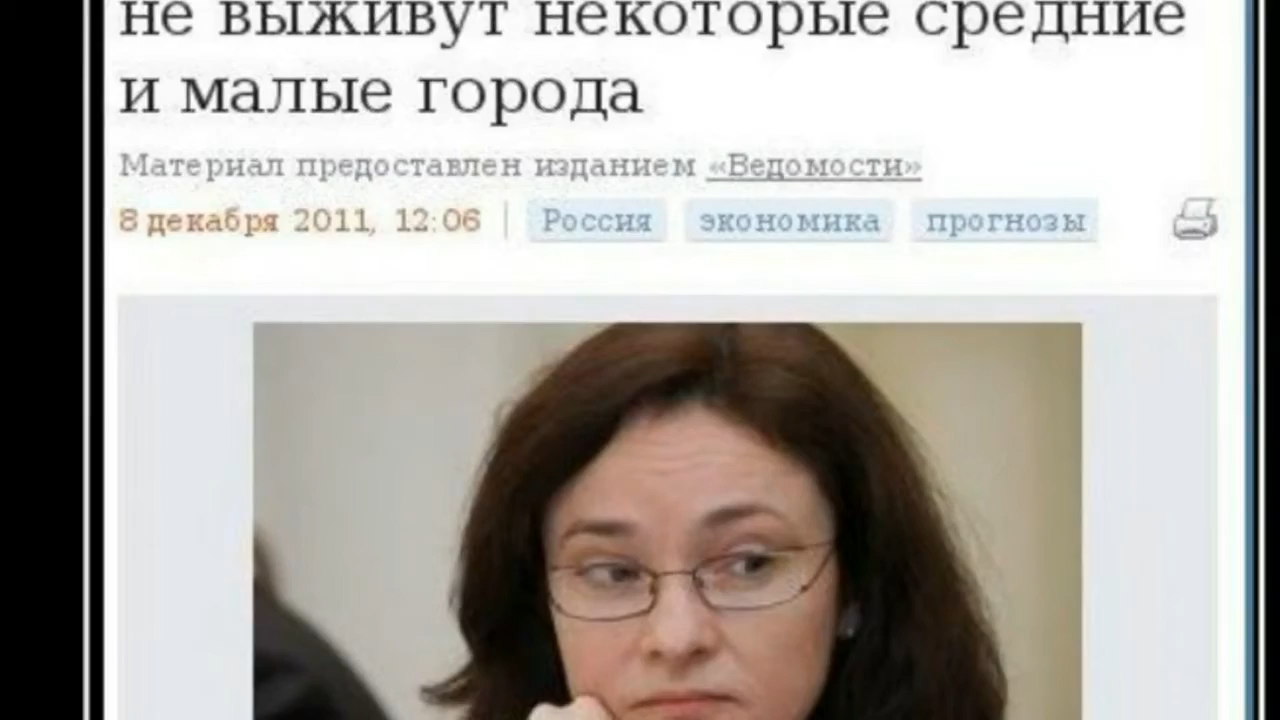 не выживут некоторые средние
и малые города
Материал предоставлен изданием «Ведомости»
8 декабря 2011, 12:06 Россия экономика прогнозы